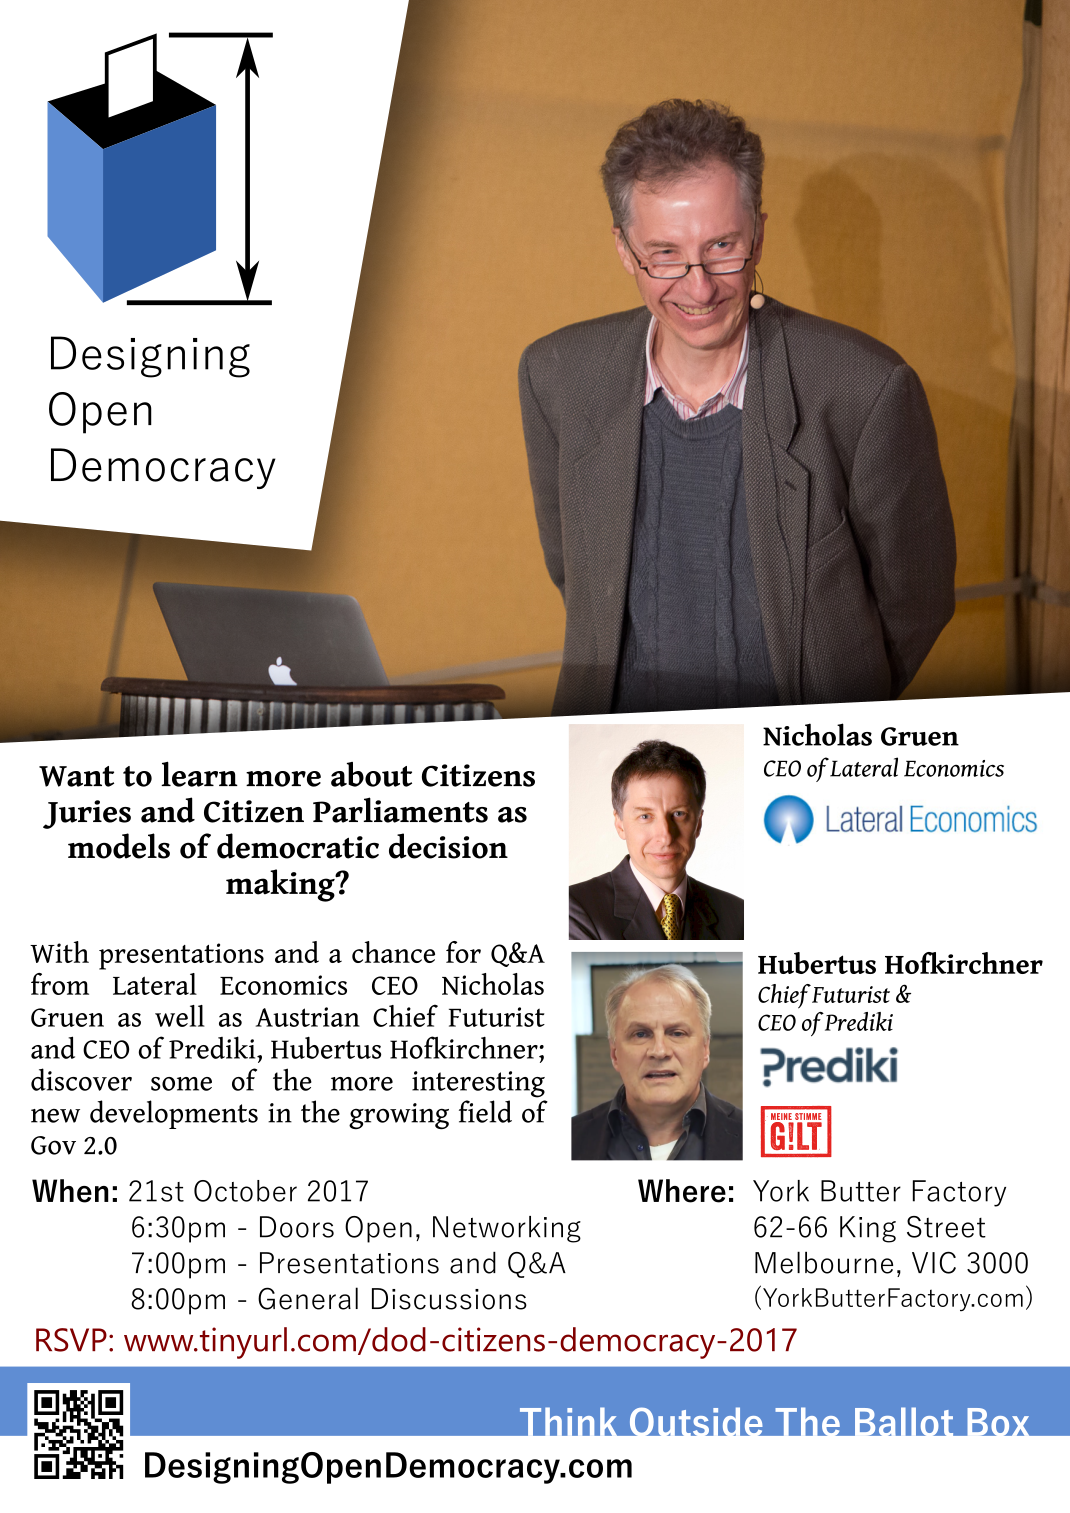 Designing
Open
Democracy
Want to learn more about Citizens
Juries and Citizen Parliaments as
models of democratic decision
making?
With presentations and a chance for Q&A
from Lateral Economics CEO Nicholas
Gruen as well as Austrian Chief Futurist
and CEO of Prediki, Hubertus Hofkirchner;
discover some of the more interesting
new developments in the growing field of
Gov 2.0
Nicholas Gruen
CEO of Lateral Economics
Lateral Economics
Hubertus Hofkirchner
Chief Futurist &
CEO of Prediki
Prediki
MEINE STIMME
G!LT
When: 21st October 2017
6:30pm - Doors Open, Networking
7:00pm - Presentations and Q&A
8:00pm - General Discussions
Where: York Butter Factory
62-66 King Street
Melbourne, VIC 3000
(YorkButterFactory.com)
RSVP: www.tinyurl.com/dod-citizens-democracy-2017
Think Outside The Ballot Box
DesigningOpenDemocracy.com